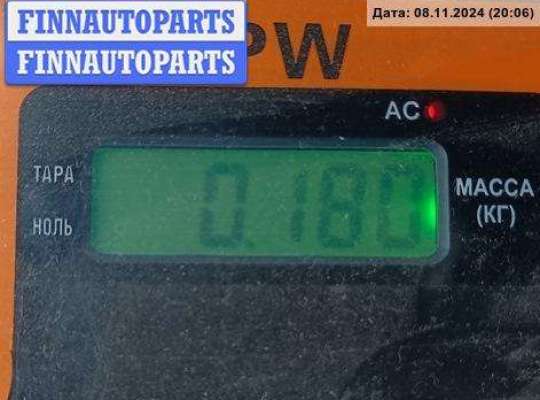 FINNAUTOPARTS
FINNAUTOPARTS
Дата: 08.11.2024 (20:06)
PW
AC
ТАРА
НОЛЬ
0.180
МАССА
(КГ)